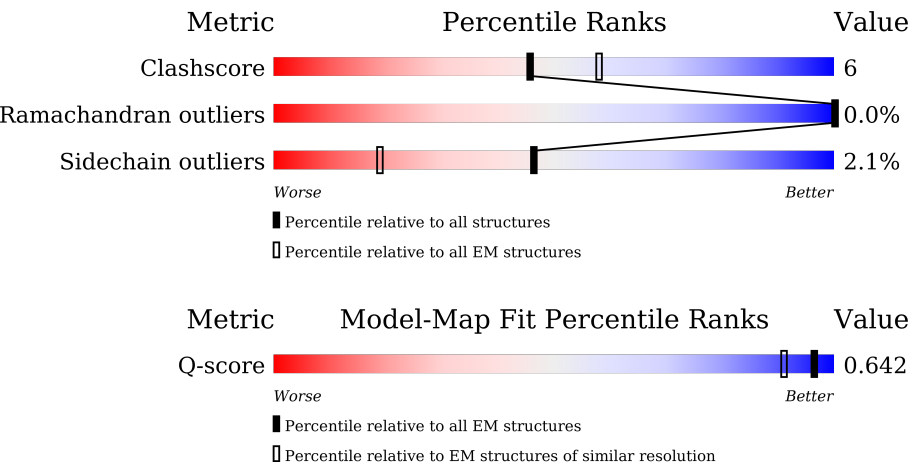 Metric Percentile Ranks Value
Clashscore 6
Ramachandran outliers 0.0%
Sidechain outliers 2.1%
Worse Better
Percentile relative to all structures
Percentile relative to all EM structures
Metric Model-Map Fit Percentile Ranks Value
Q-score 0.642
Worse Better
Percentile relative to all EM structures
Percentile relative to EM structures of similar resolution